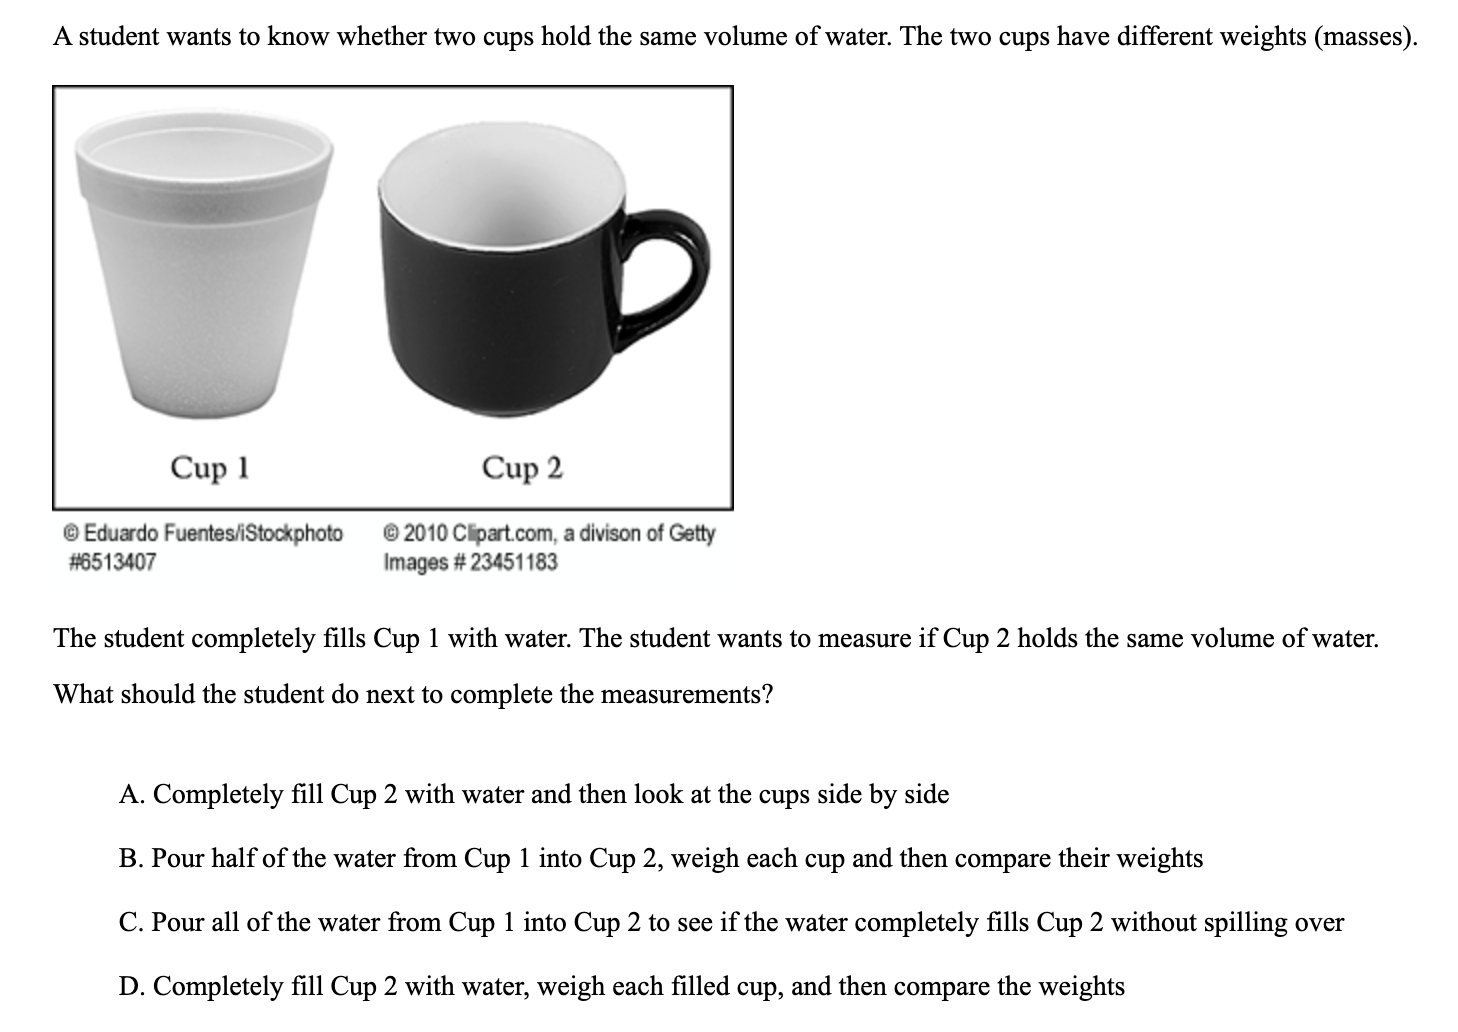 A student wants to know whether two cups hold the same volume of water. The two cups have different weights (masses).
Cup 1
Cup 2
© Eduardo Fuentes/iStockphoto
#6513407
© 2010 Clipart.com, a divison of Getty
Images # 23451183
The student completely fills Cup 1 with water. The student wants to measure if Cup 2 holds the same volume of water.
What should the student do next to complete the measurements?
A. Completely fill Cup 2 with water and then look at the cups side by side
B. Pour half of the water from Cup 1 into Cup 2, weigh each cup and then compare their weights
C. Pour all of the water from Cup 1 into Cup 2 to see if the water completely fills Cup 2 without spilling over
D. Completely fill Cup 2 with water, weigh each filled cup, and then compare the weights